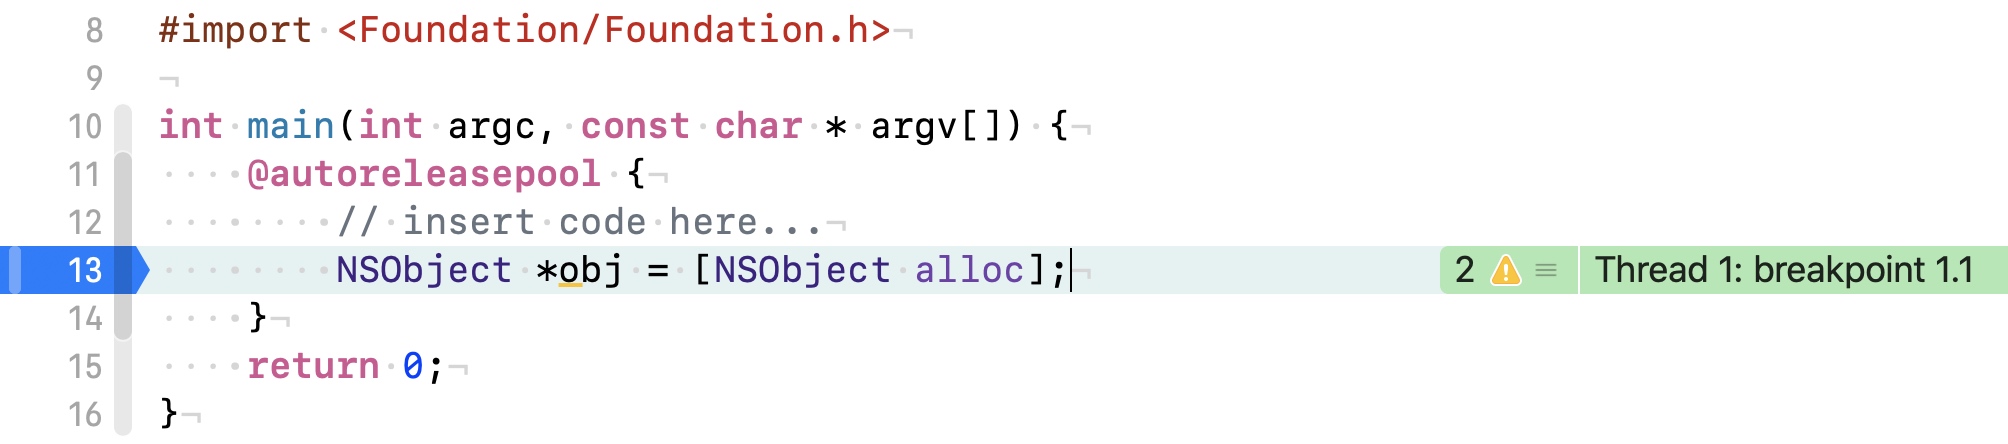 8 #import <Foundation/Foundation.h>
9
10 int main(int argc, const char * argv[]) {
11     @autoreleasepool {
12         // insert code here...
13         NSObject *obj = [NSObject alloc]; 2 Thread 1: breakpoint 1.1
14     }
15     return 0;
16 }